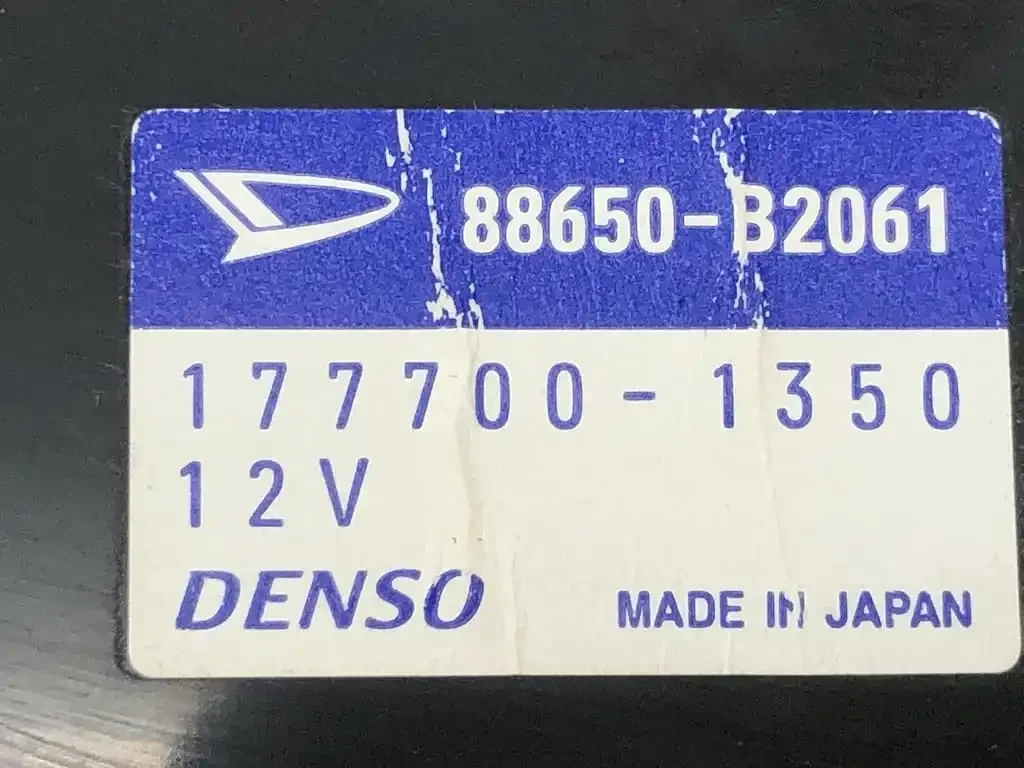 88650-B2061
177700-1350
12V
DENSO
MADE IN JAPAN